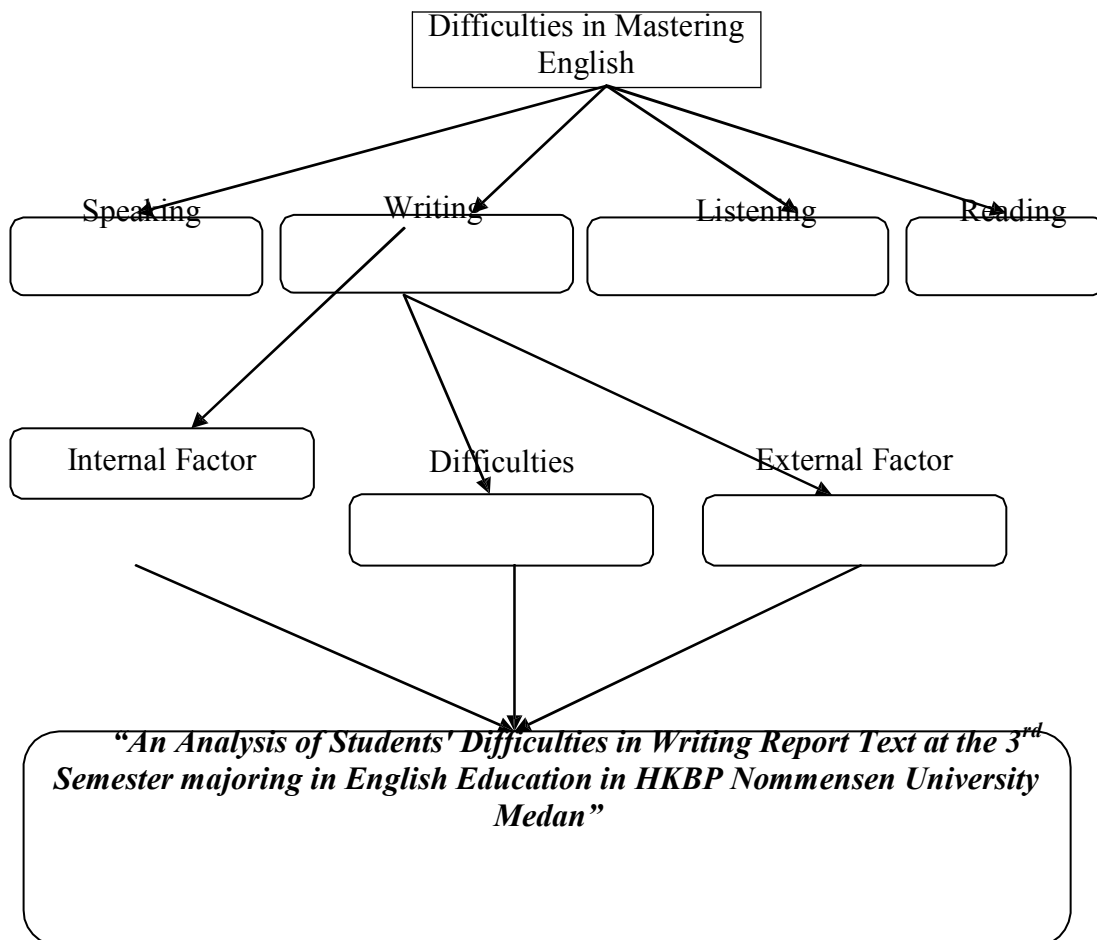 Difficulties in Mastering
English
Speaking
Writing
Listening
Reading
Internal Factor
Difficulties
External Factor
“An Analysis of Students' Difficulties in Writing Report Text at the 3rd
Semester majoring in English Education in HKBP Nommensen University
Medan”